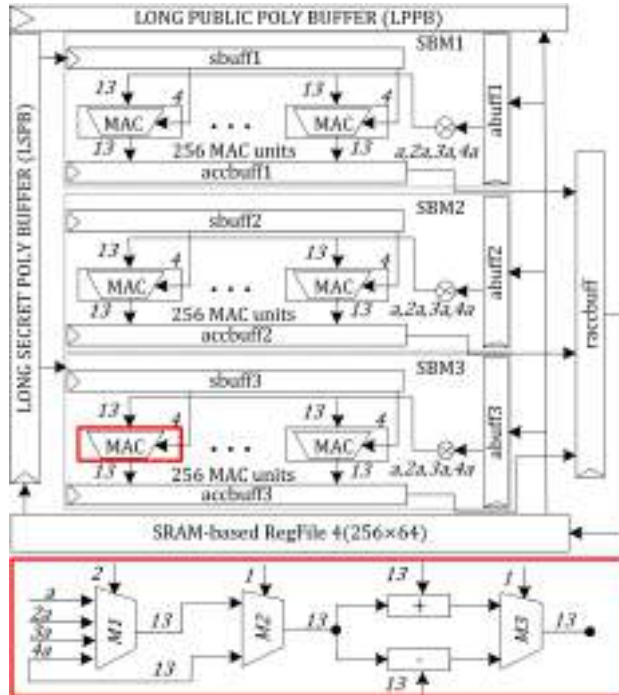 LONG PUBLIC POLY BUFFER (LPPB)
LONG SECRET POLY BUFFER (LSPB)
SBM1
sbuff1
13 4 13 4
MAC . . . MAC
a,2a,3a,4a
13 256 MAC units 13
accbuff1
abuff1
SBM2
sbuff2
13 4 13 4
MAC . . . MAC
a,2a,3a,4a
13 256 MAC units 13
accbuff2
abuff2
raccbuff
SBM3
sbuff3
13 4 13 4
MAC . . . MAC
a,2a,3a,4a
13 256 MAC units 13
accbuff3
abuff3
SRAM-based RegFile 4(256×64)
2 1 13 1
a
2a
3a
4a
M1 13 M2 13 + M3 13
13 -
13